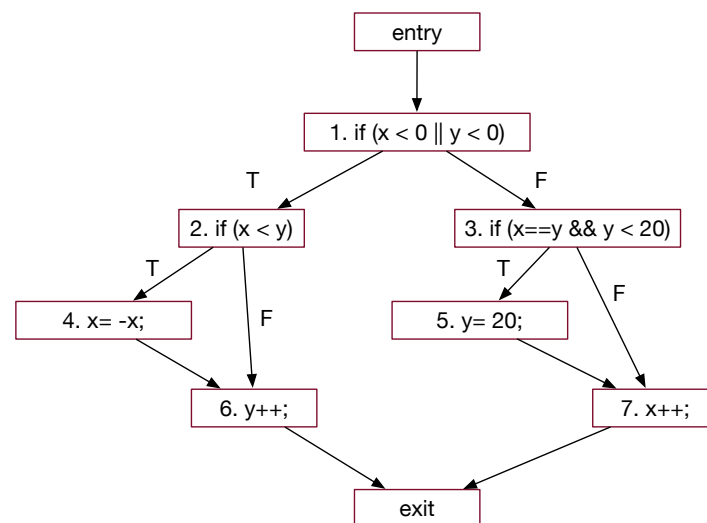 entry
1. if (x < 0 || y < 0)
T
F
2. if (x < y)
3. if (x==y && y < 20)
T
F
T
F
4. x= -x;
5. y= 20;
6. y++;
7. x++;
exit